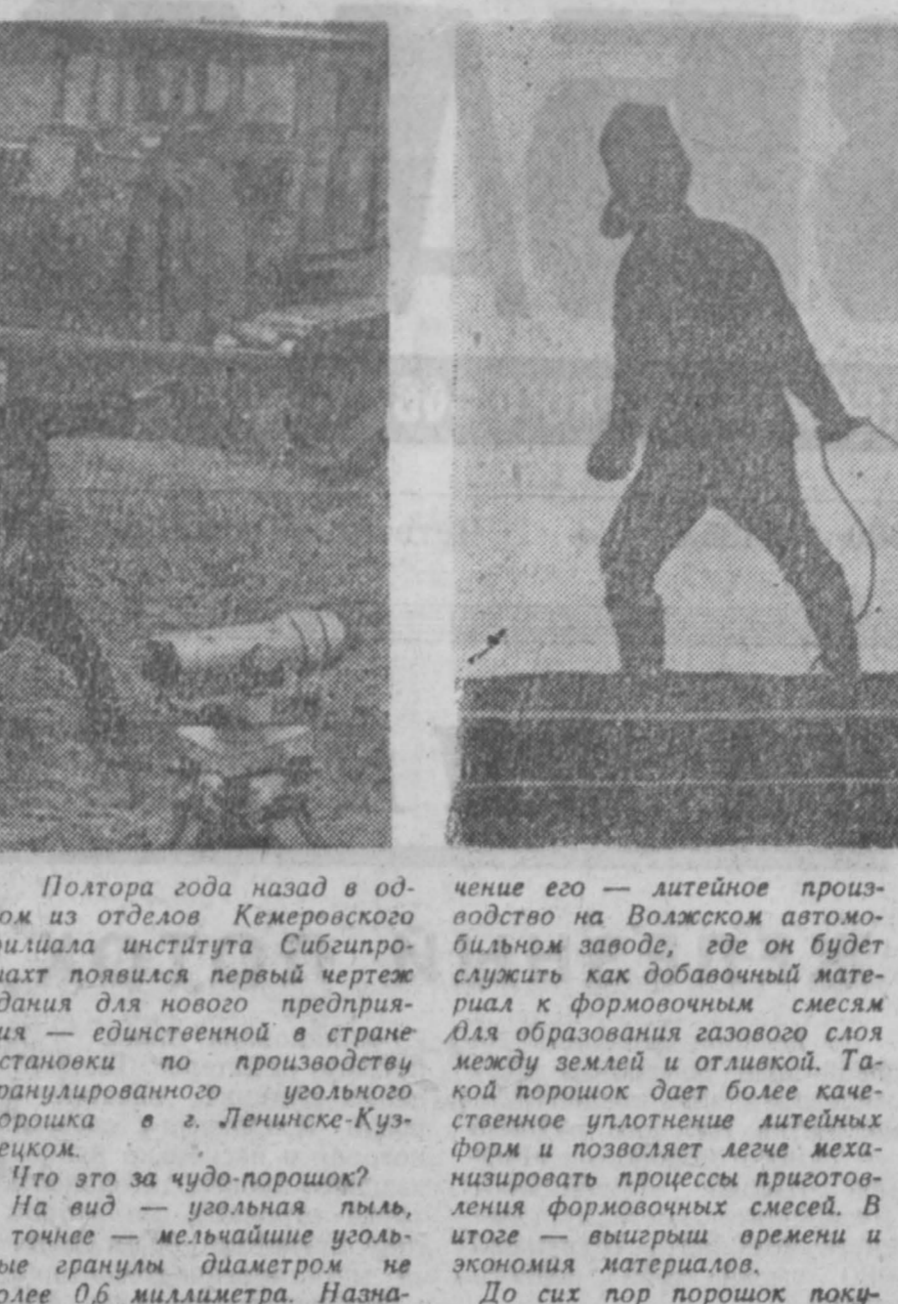 Полтора года назад в од-
ом из отделов Кемеровского
илиала института Сибгипро-
ахт появился первый чертеж
дания для нового предприя-
ия — единственной в стране
становки по производству
ранулированного угольного
орошка в г. Ленинске-Куз-
ецком.
Что это за чудо-порошок?
На вид — угольная пыль,
точнее — мельчайшие уголь-
ые гранулы диаметром не
олее 0,6 миллиметра. Назна-
чение его — литейное произ-
водство на Волжском автомо-
бильном заводе, где он будет
служить как добавочный мате-
риал к формовочным смесям
для образования газового слоя
между землей и отливкой. Та-
кой порошок дает более каче-
ственное уплотнение литейных
форм и позволяет легче меха-
низировать процессы приготов-
ления формовочных смесей. В
итоге — выигрыш времени и
экономия материалов.
До сих пор порошок поку-